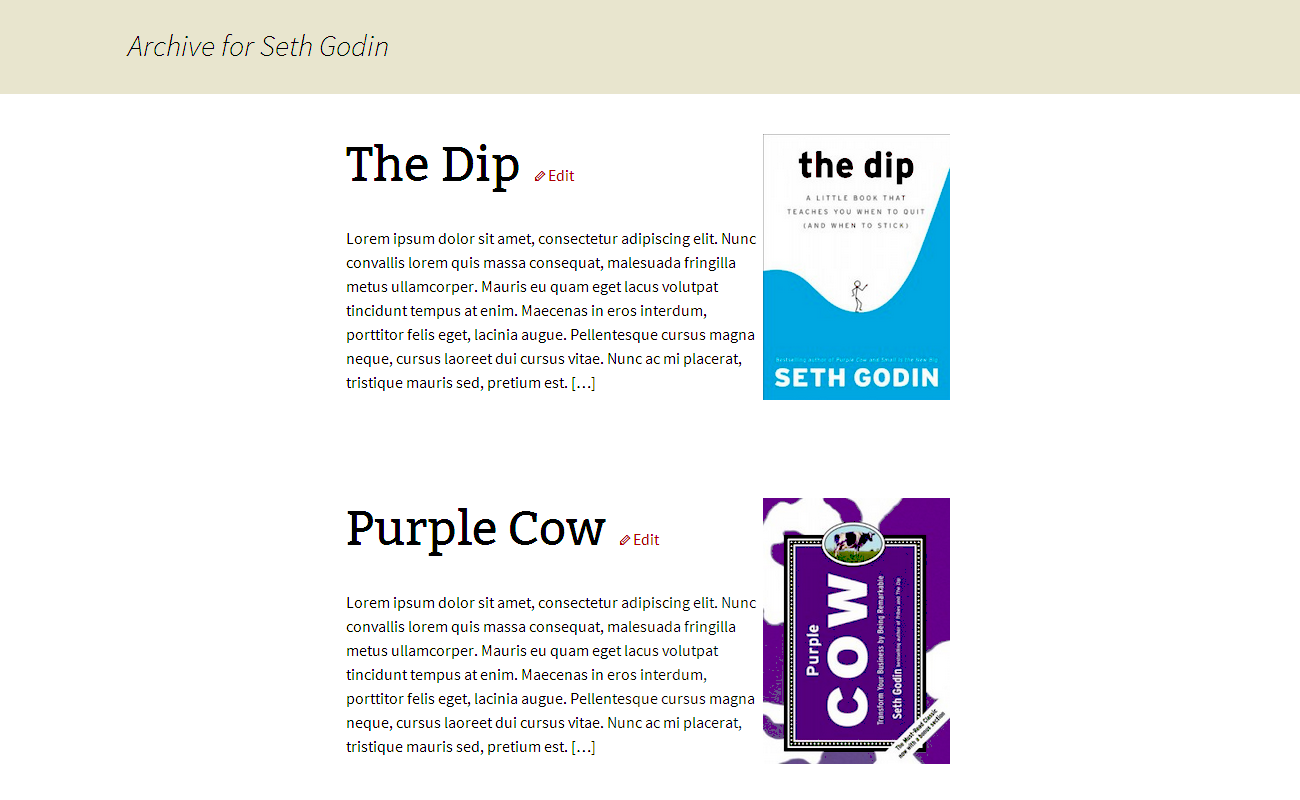 Archive for Seth Godin
The Dip Edit
Lorem ipsum dolor sit amet, consectetur adipiscing elit. Nunc
convallis lorem quis massa consequat, malesuada fringilla
metus ullamcorper. Mauris eu quam eget lacus volutpat
tincidunt tempus at enim. Maecenas in eros interdum,
porttitor felis eget, lacinia augue. Pellentesque cursus magna
neque, cursus laoreet dui cursus vitae. Nunc ac mi placerat,
tristique mauris sed, pretium est. […]
the dip
A LITTLE BOOK THAT
TEACHES YOU WHEN TO QUIT
(AND WHEN TO STICK)
Bestselling author of Purple Cow and Small Is the New Big
SETH GODIN
Purple Cow Edit
Lorem ipsum dolor sit amet, consectetur adipiscing elit. Nunc
convallis lorem quis massa consequat, malesuada fringilla
metus ullamcorper. Mauris eu quam eget lacus volutpat
tincidunt tempus at enim. Maecenas in eros interdum,
porttitor felis eget, lacinia augue. Pellentesque cursus magna
neque, cursus laoreet dui cursus vitae. Nunc ac mi placerat,
tristique mauris sed, pretium est. […]
Purple
COW
Transform Your Business by Being Remarkable
Seth Godin bestselling author of Tribes and The Dip
The Must-Read Classic
now with a bonus section